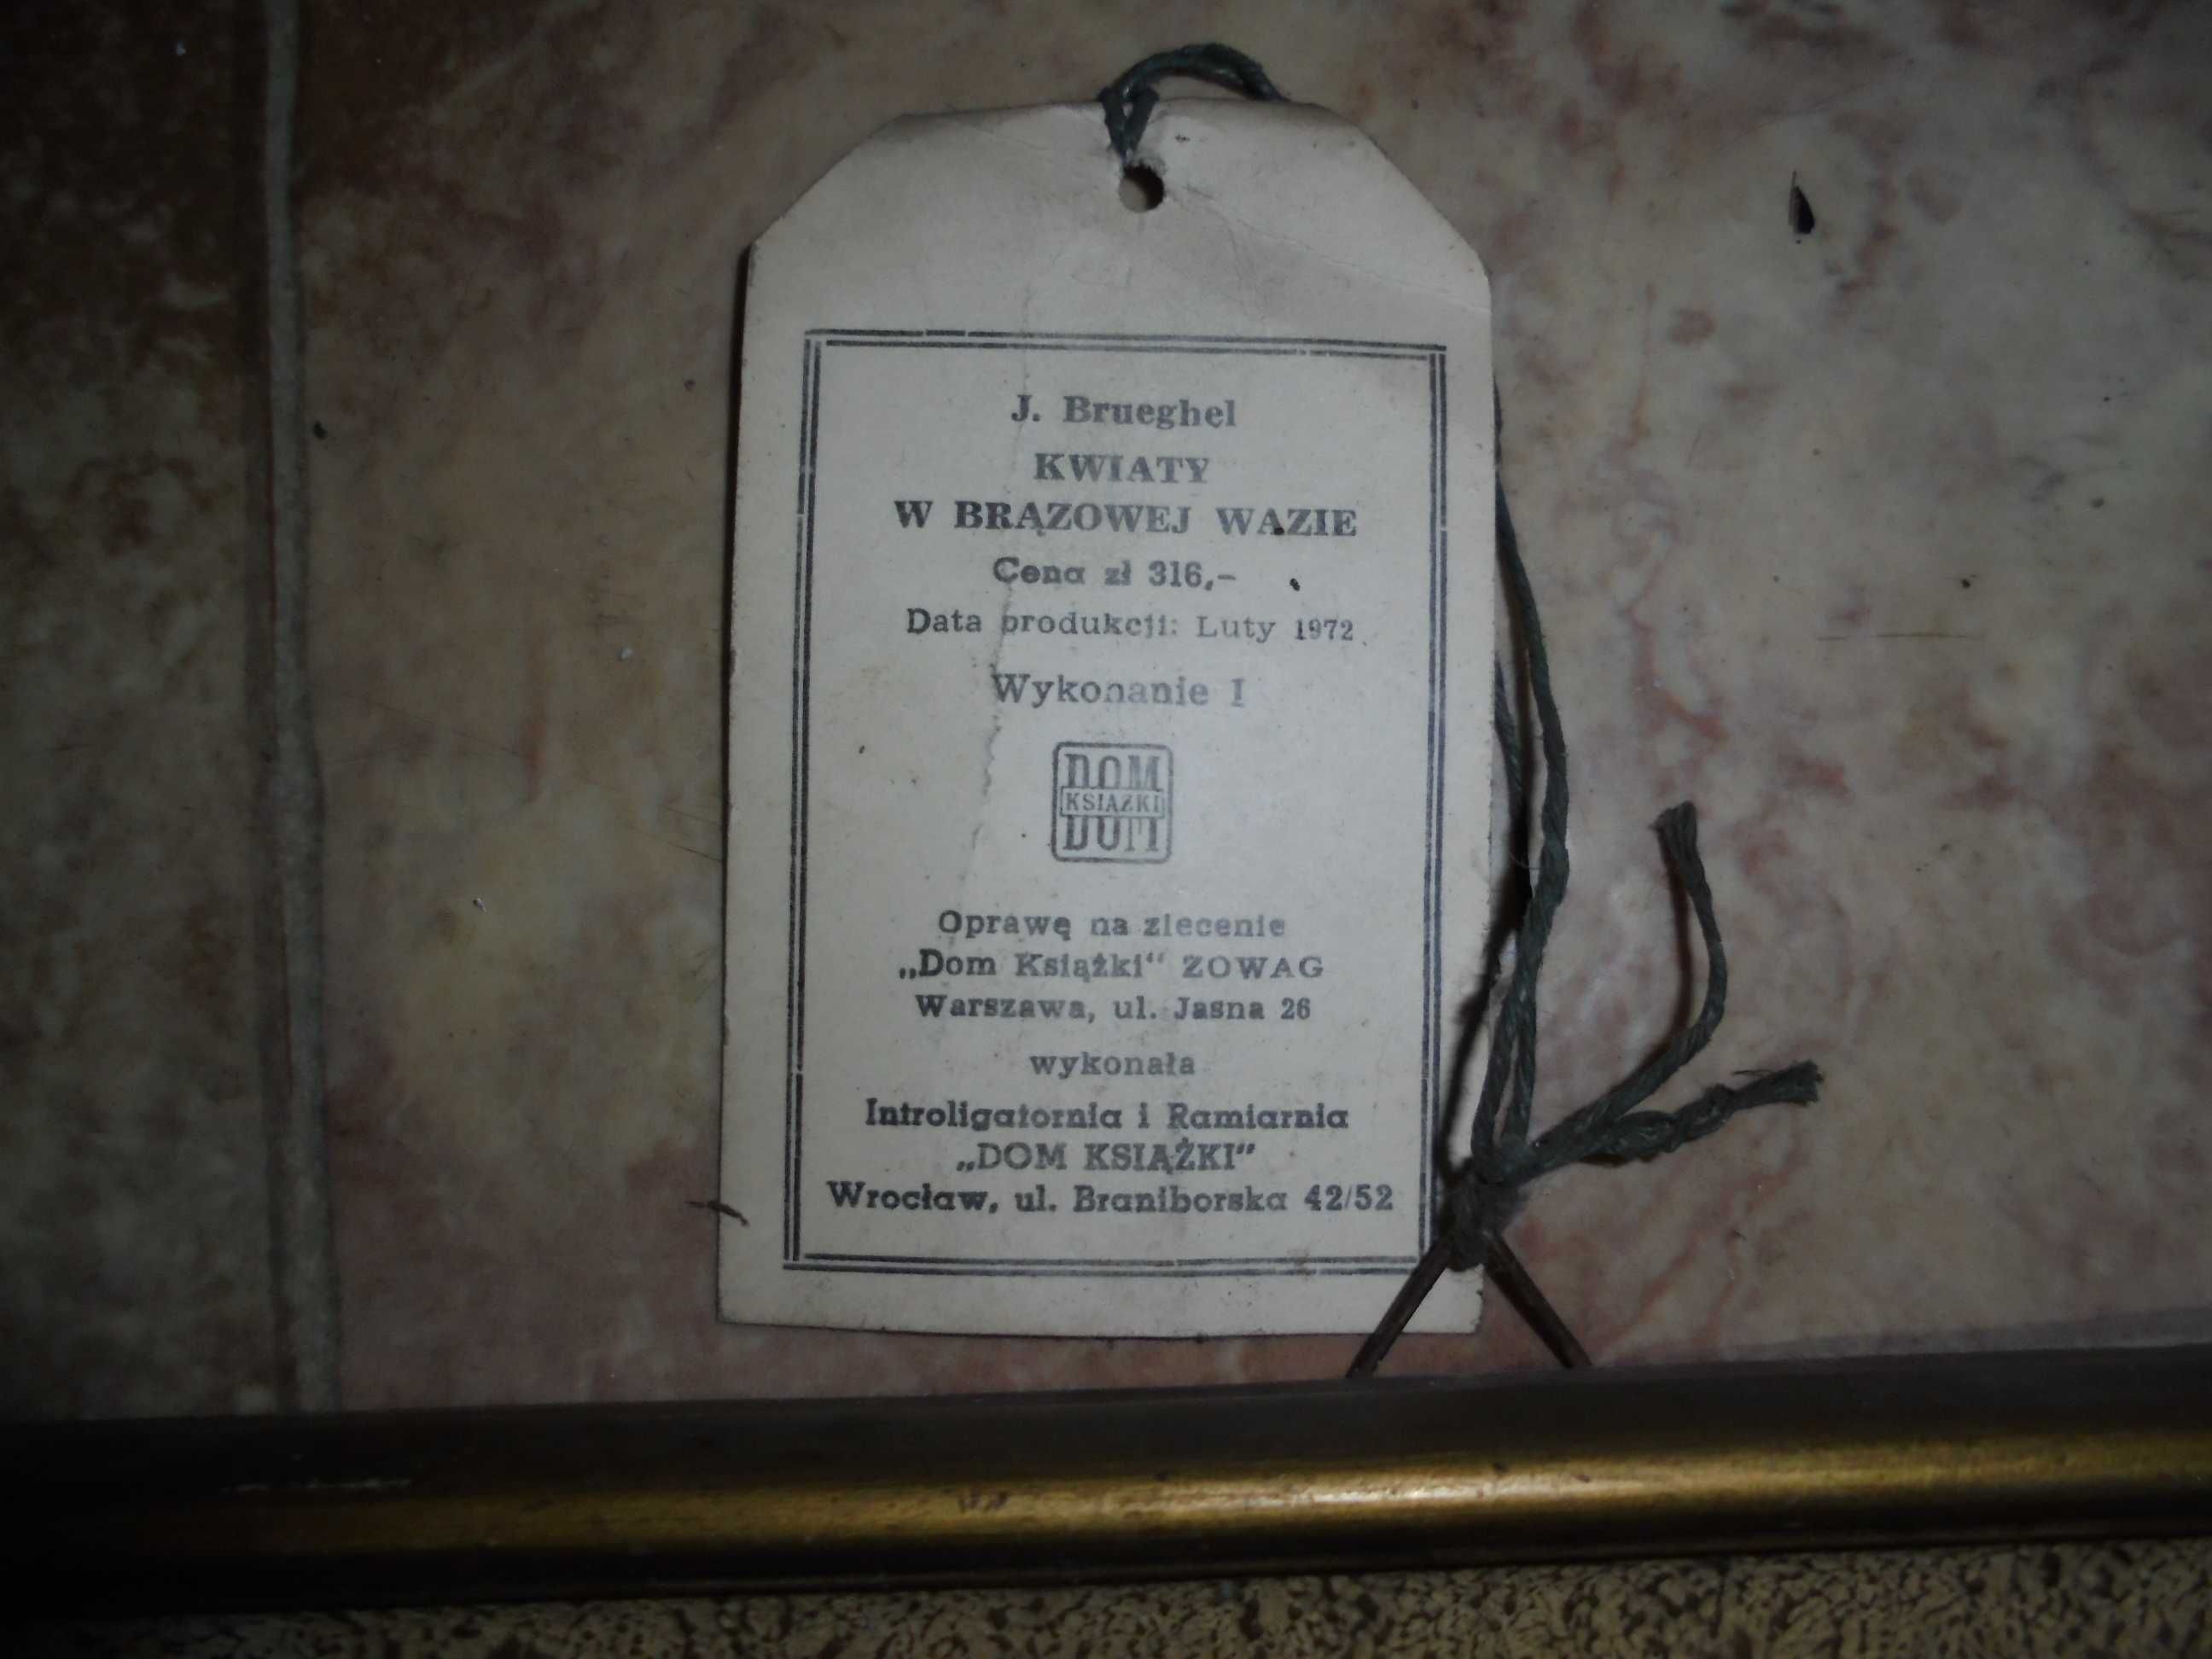 J. Brueghel
KWIATY
W BRĄZOWEJ WAZIE
Cena zł 316,–
Data produkcji: Luty 1972
Wykonanie I
DOM
KSIĄŻKI
DOM
Oprawę na zlecenie
„Dom Książki“ ZOWAG
Warszawa, ul. Jasna 26
wykonała
Introligatornia i Ramiarnia
„DOM KSIĄŻKI”
Wrocław, ul. Braniborska 42/52